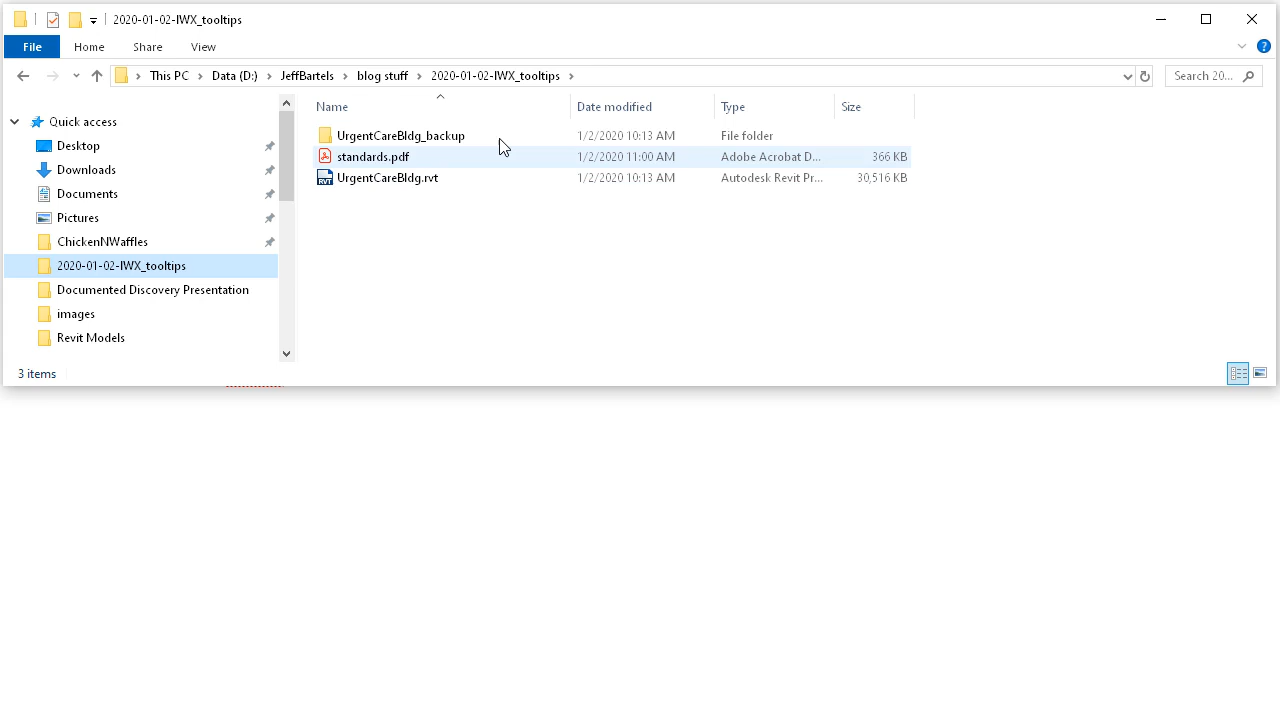 2020-01-02-IWX_tooltips
File Home Share View
This PC Data (D:) JeffBartels blog stuff 2020-01-02-IWX_tooltips Search 20...
Name Date modified Type Size
Quick access
Desktop
Downloads
Documents
Pictures
ChickenNWaffles
2020-01-02-IWX_tooltips
Documented Discovery Presentation
images
Revit Models
UrgentCareBldg_backup 1/2/2020 10:13 AM File folder
standards.pdf 1/2/2020 11:00 AM Adobe Acrobat D... 366 KB
UrgentCareBldg.rvt 1/2/2020 10:13 AM Autodesk Revit Pr... 30,516 KB
3 items